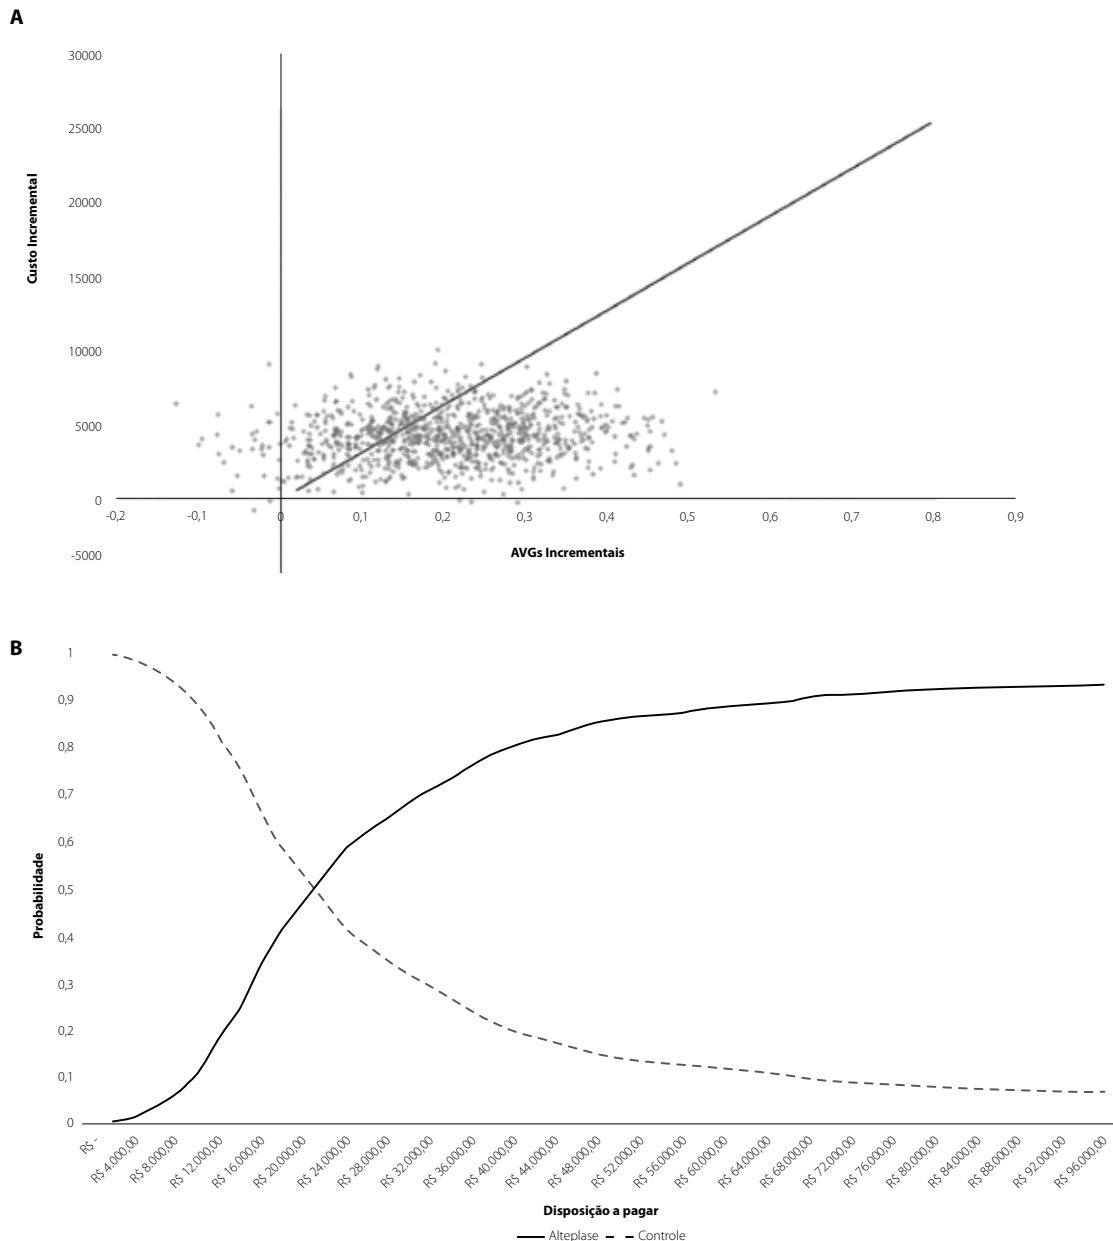 A
30000
25000
20000
15000
10000
5000
0
-5000
Custo Incremental
-0,2
-0,1
0
0,1
0,2
0,3
0,4
0,5
0,6
0,7
0,8
0,9
AVGs Incrementais
B
1
0,9
0,8
0,7
0,6
0,5
0,4
0,3
0,2
0,1
0
Probabilidade
R$ -
R$ 4.000,00
R$ 8.000,00
R$ 12.000,00
R$ 16.000,00
R$ 20.000,00
R$ 24.000,00
R$ 28.000,00
R$ 32.000,00
R$ 36.000,00
R$ 40.000,00
R$ 44.000,00
R$ 48.000,00
R$ 52.000,00
R$ 56.000,00
R$ 60.000,00
R$ 64.000,00
R$ 68.000,00
R$ 72.000,00
R$ 76.000,00
R$ 80.000,00
R$ 84.000,00
R$ 88.000,00
R$ 92.000,00
R$ 96.000,00
Disposição a pagar
Alteplase
Controle